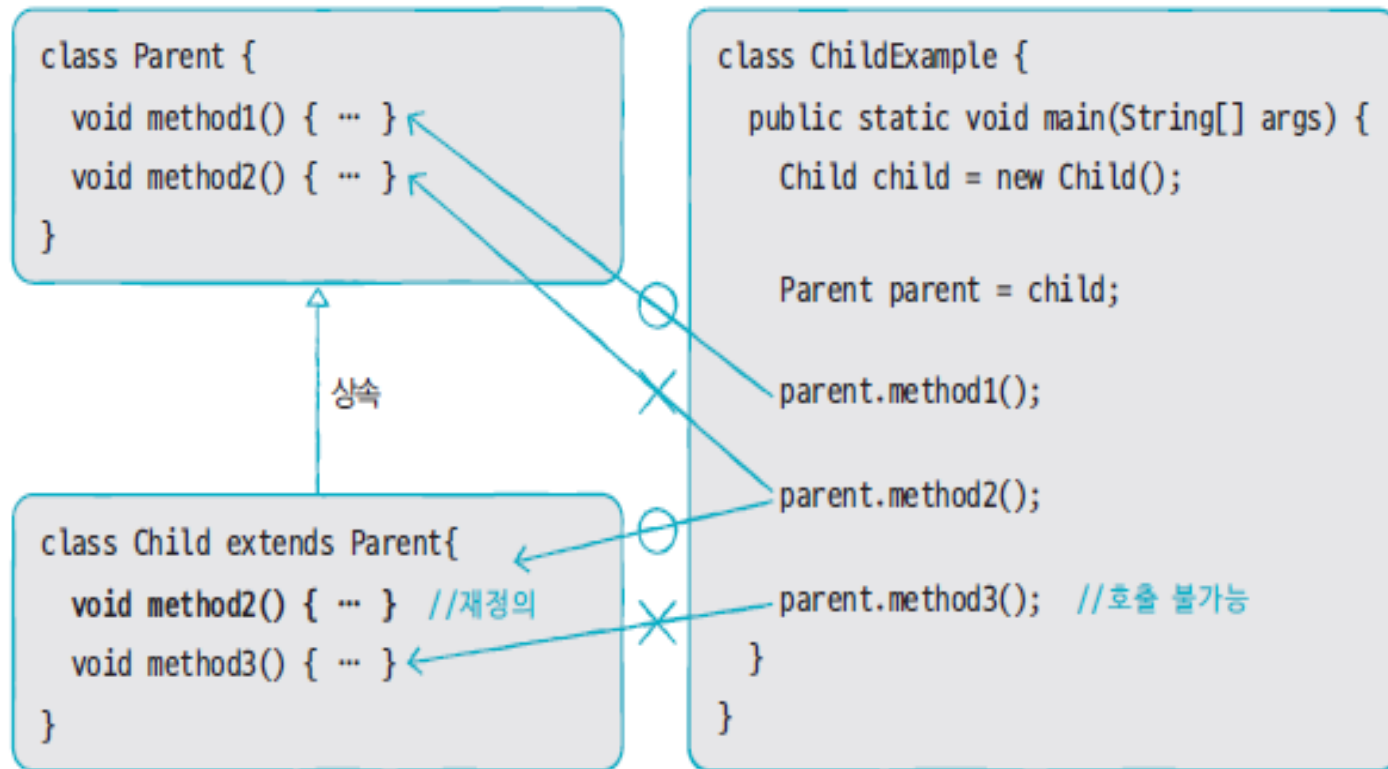 class Parent {
void method1() { … }
void method2() { … }
}
상속
class Child extends Parent{
void method2() { … } //재정의
void method3() { … }
}
class ChildExample {
public static void main(String[] args) {
Child child = new Child();
Parent parent = child;
parent.method1();
parent.method2();
parent.method3(); //호출 불가능
}
}